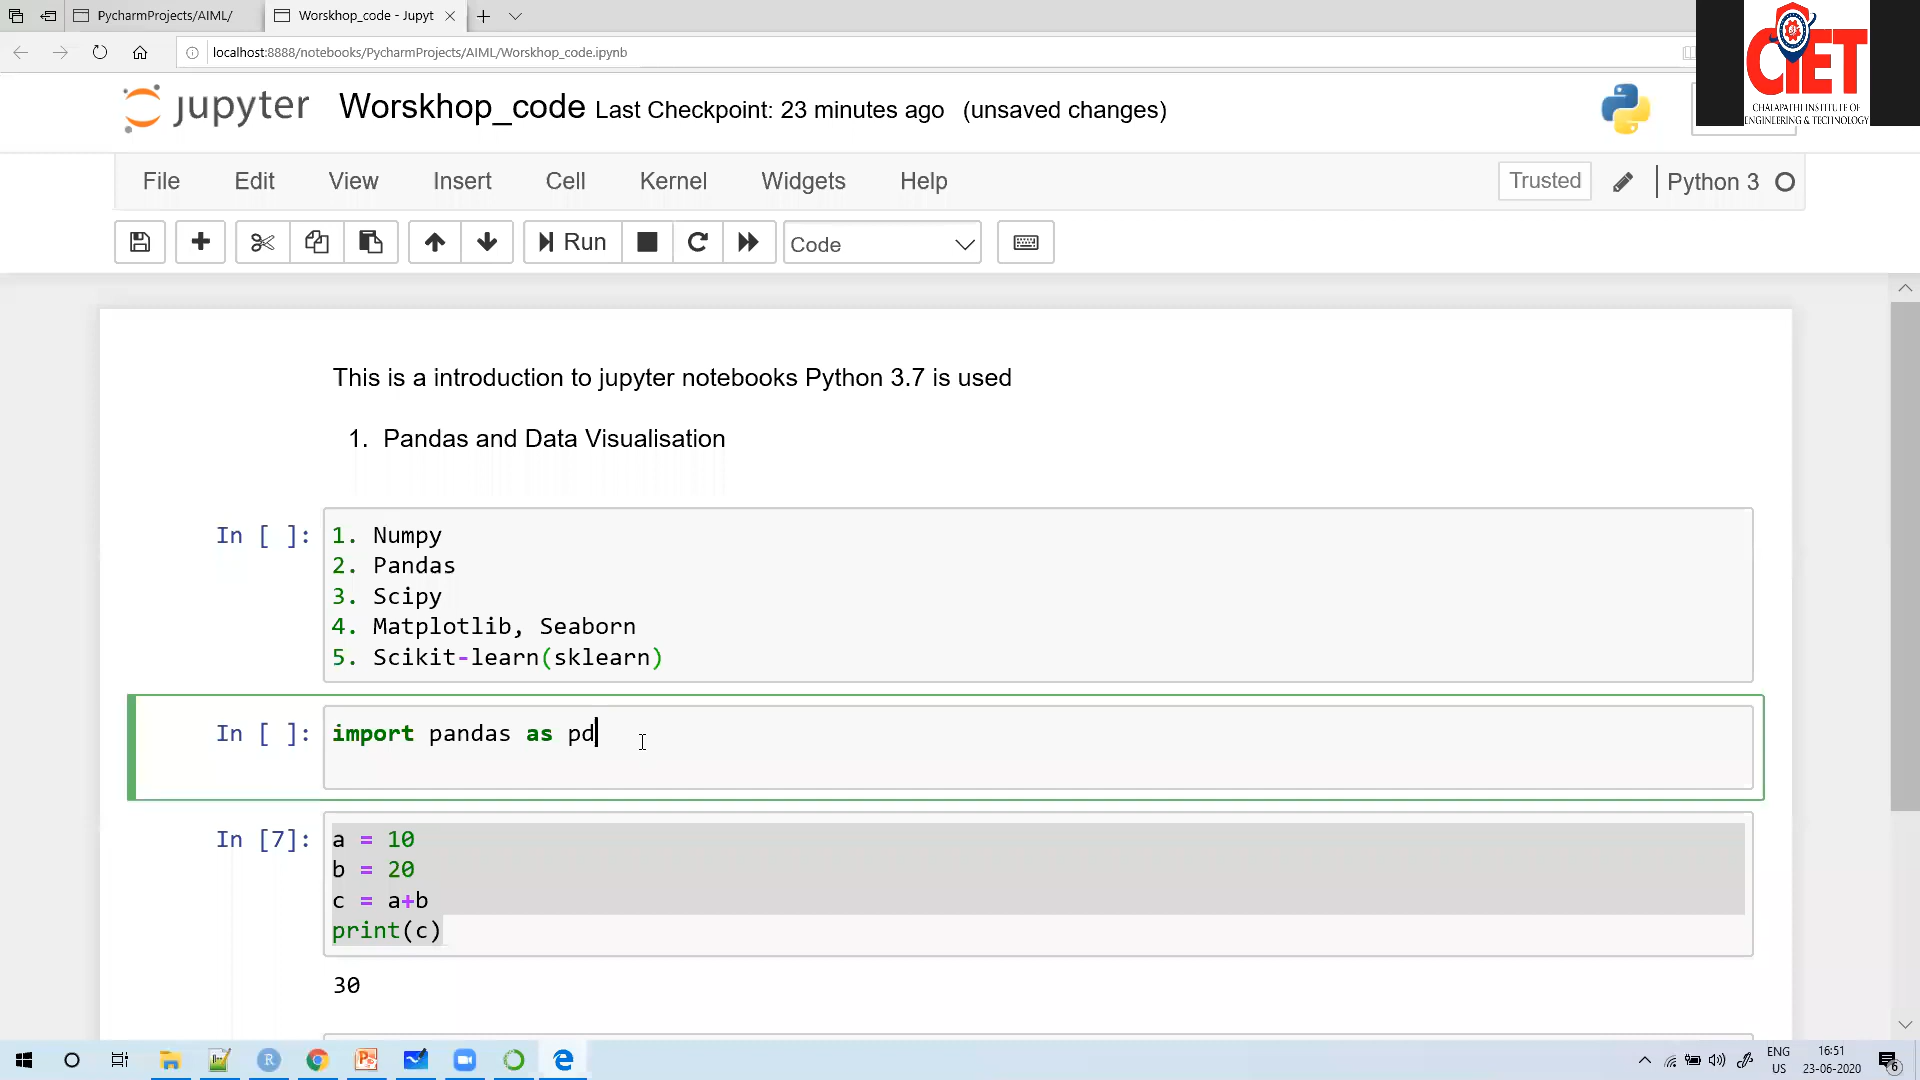 PycharmProjects/AIML/
Worskhop_code - Jupyt
localhost:8888/notebooks/PycharmProjects/AIML/Worskhop_code.ipynb
CIET
CHALAPATHI INSTITUTE OF
ENGINEERING & TECHNOLOGY
jupyter Worskhop_code Last Checkpoint: 23 minutes ago (unsaved changes)
File Edit View Insert Cell Kernel Widgets Help
Trusted Python 3
Run Code
This is a introduction to jupyter notebooks Python 3.7 is used
1. Pandas and Data Visualisation
In [ ]: 1. Numpy
2. Pandas
3. Scipy
4. Matplotlib, Seaborn
5. Scikit-learn(sklearn)
In [ ]: import pandas as pd
In [7]: a = 10
b = 20
c = a+b
print(c)
30
ENG
US
16:51
23-06-2020
6